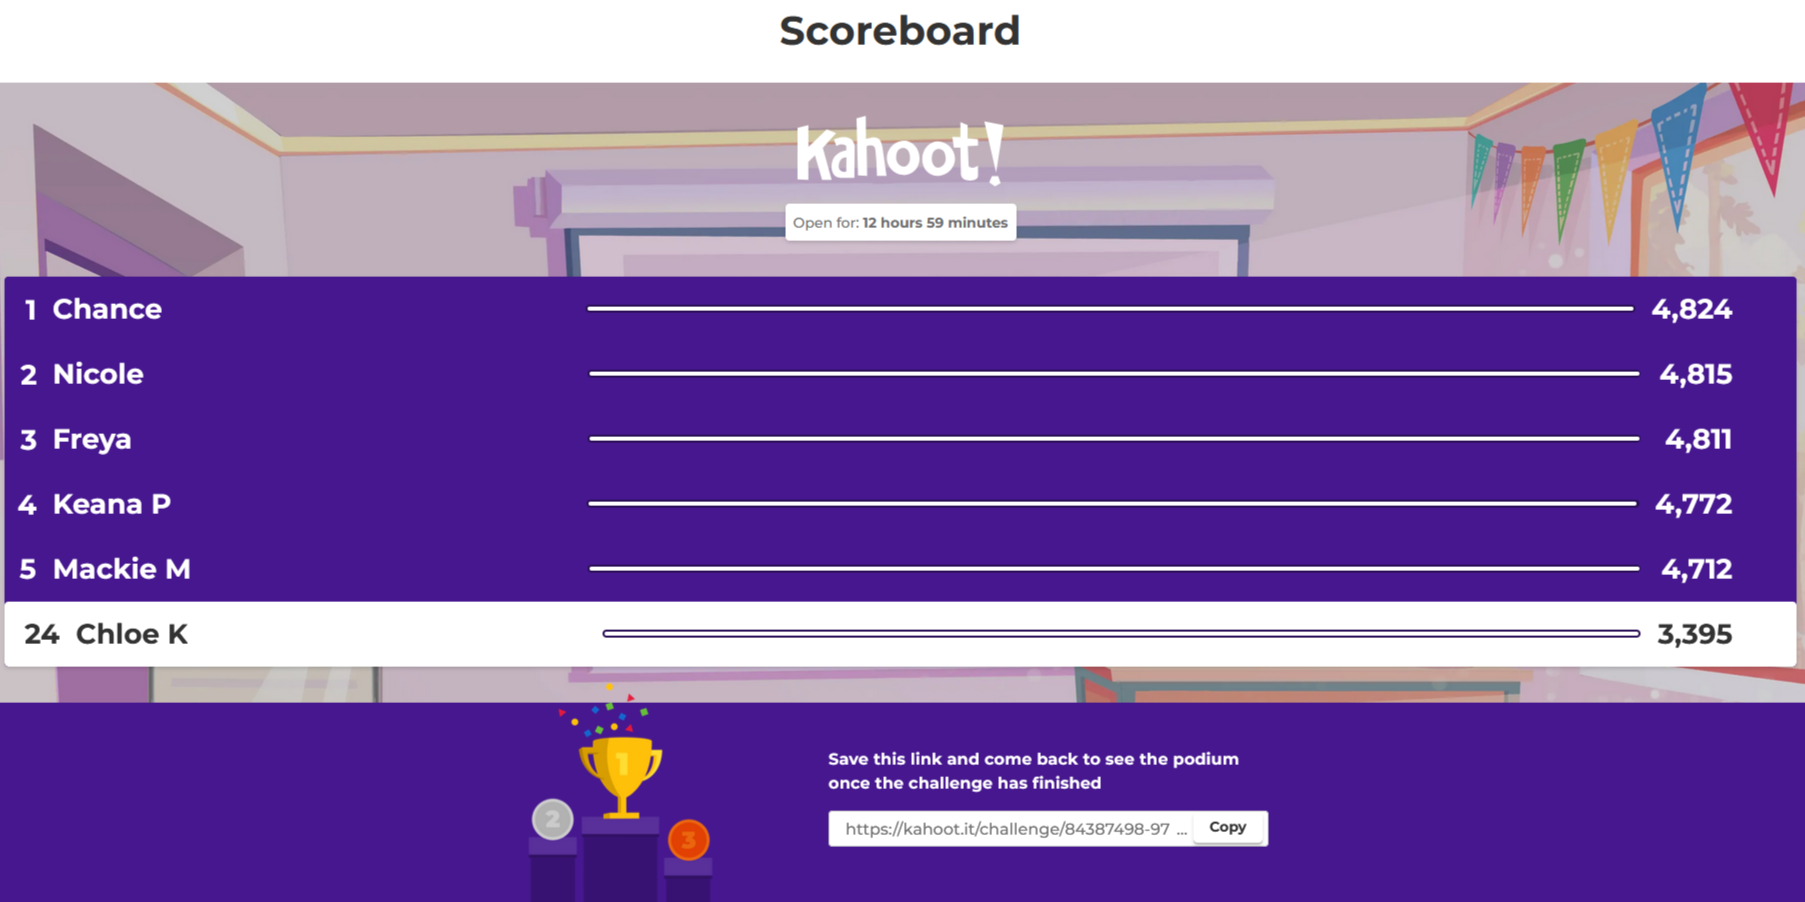 Scoreboard
Kahoot!
Open for: 12 hours 59 minutes
1 Chance 4,824
2 Nicole 4,815
3 Freya 4,811
4 Keana P 4,772
5 Mackie M 4,712
24 Chloe K 3,395
1
2
3
Save this link and come back to see the podium
once the challenge has finished
https://kahoot.it/challenge/84387498-97 ... Copy